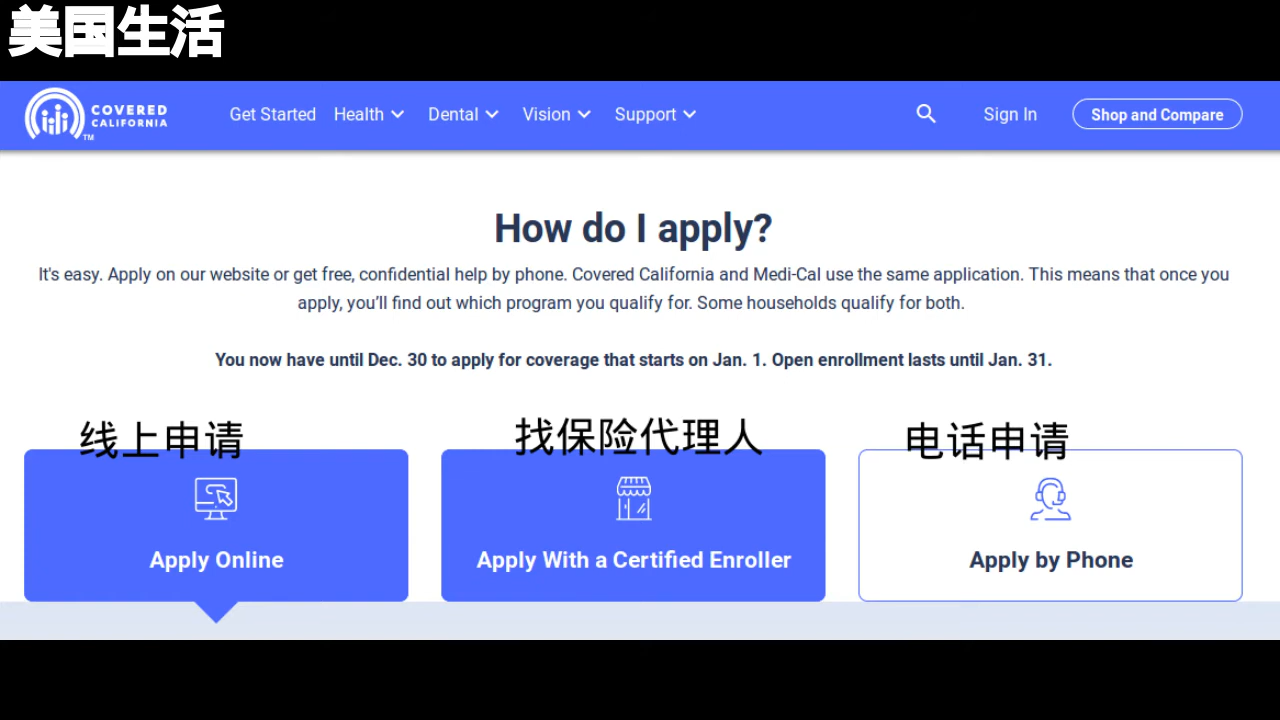 美国生活
COVERED
CALIFORNIA
TM
Get Started Health Dental Vision Support Sign In Shop and Compare
How do I apply?
It's easy. Apply on our website or get free, confidential help by phone. Covered California and Medi-Cal use the same application. This means that once you
apply, you’ll find out which program you qualify for. Some households qualify for both.
You now have until Dec. 30 to apply for coverage that starts on Jan. 1. Open enrollment lasts until Jan. 31.
线上申请
找保险代理人
电话申请
Apply Online
Apply With a Certified Enroller
Apply by Phone